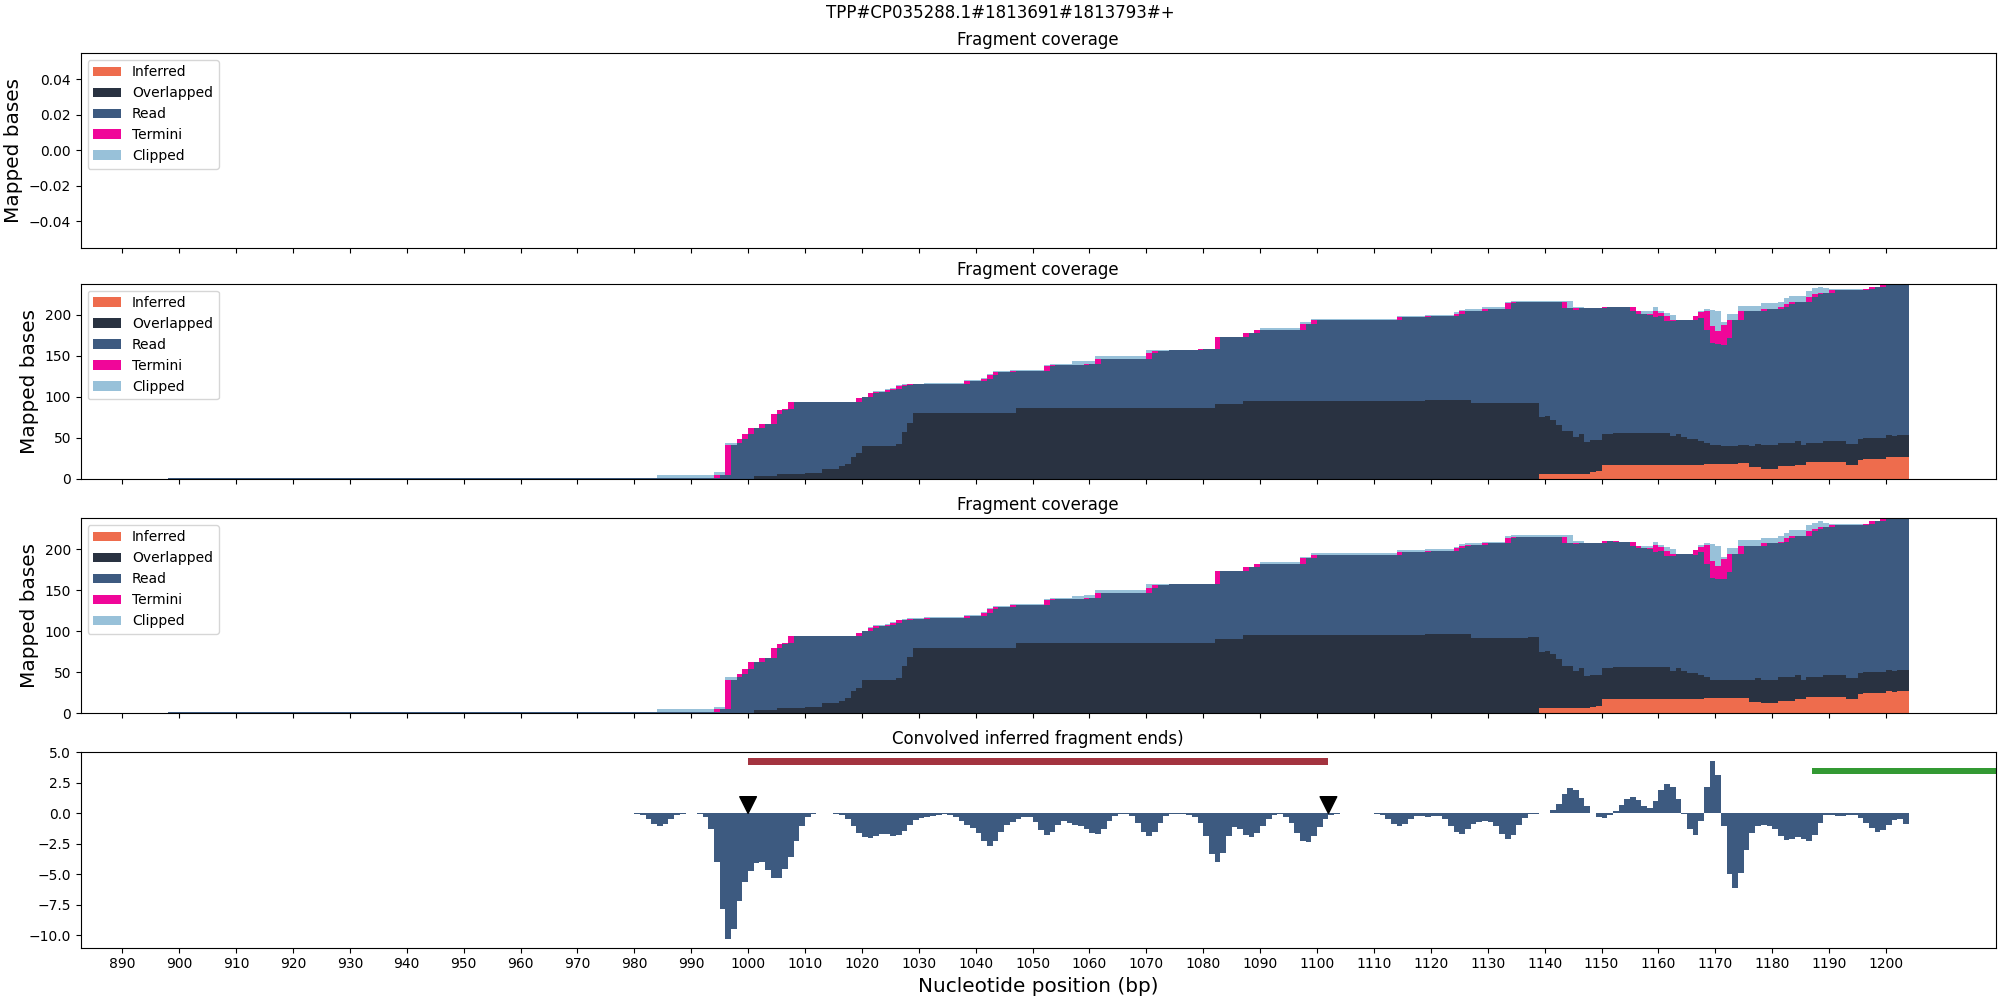 TPP#CP035288.1#1813691#1813793#+
Fragment coverage
Mapped bases
0.04
0.02
0.00
−0.02
−0.04
Inferred
Overlapped
Read
Termini
Clipped
Fragment coverage
Mapped bases
200
150
100
50
0
Inferred
Overlapped
Read
Termini
Clipped
Fragment coverage
Mapped bases
200
150
100
50
0
Inferred
Overlapped
Read
Termini
Clipped
Convolved inferred fragment ends)
5.0
2.5
0.0
−2.5
−5.0
−7.5
−10.0
890 900 910 920 930 940 950 960 970 980 990 1000 1010 1020 1030 1040 1050 1060 1070 1080 1090 1100 1110 1120 1130 1140 1150 1160 1170 1180 1190 1200
Nucleotide position (bp)